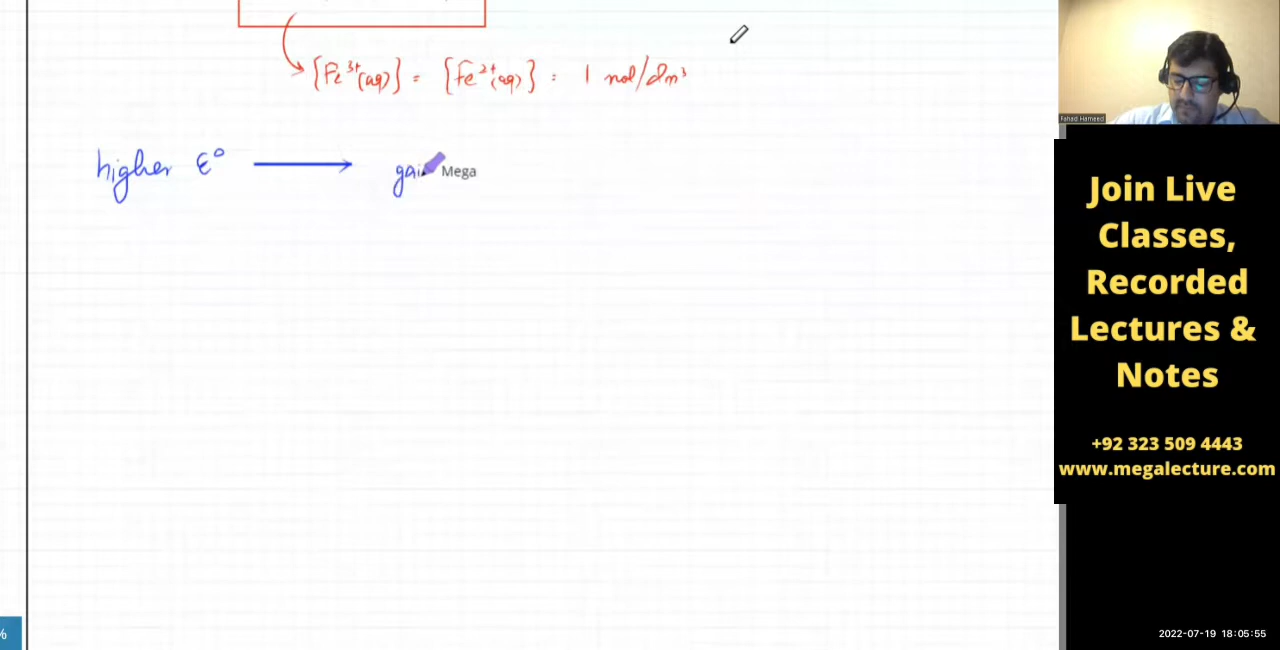 [Fe³⁺(aq)] = [Fe²⁺(aq)] = 1 mol/dm³
higher E° ⟶ gai
Mega
Fahad Hameed
Join Live
Classes,
Recorded
Lectures &
Notes
+92 323 509 4443
www.megalecture.com
%
2022-07-19 18:05:55